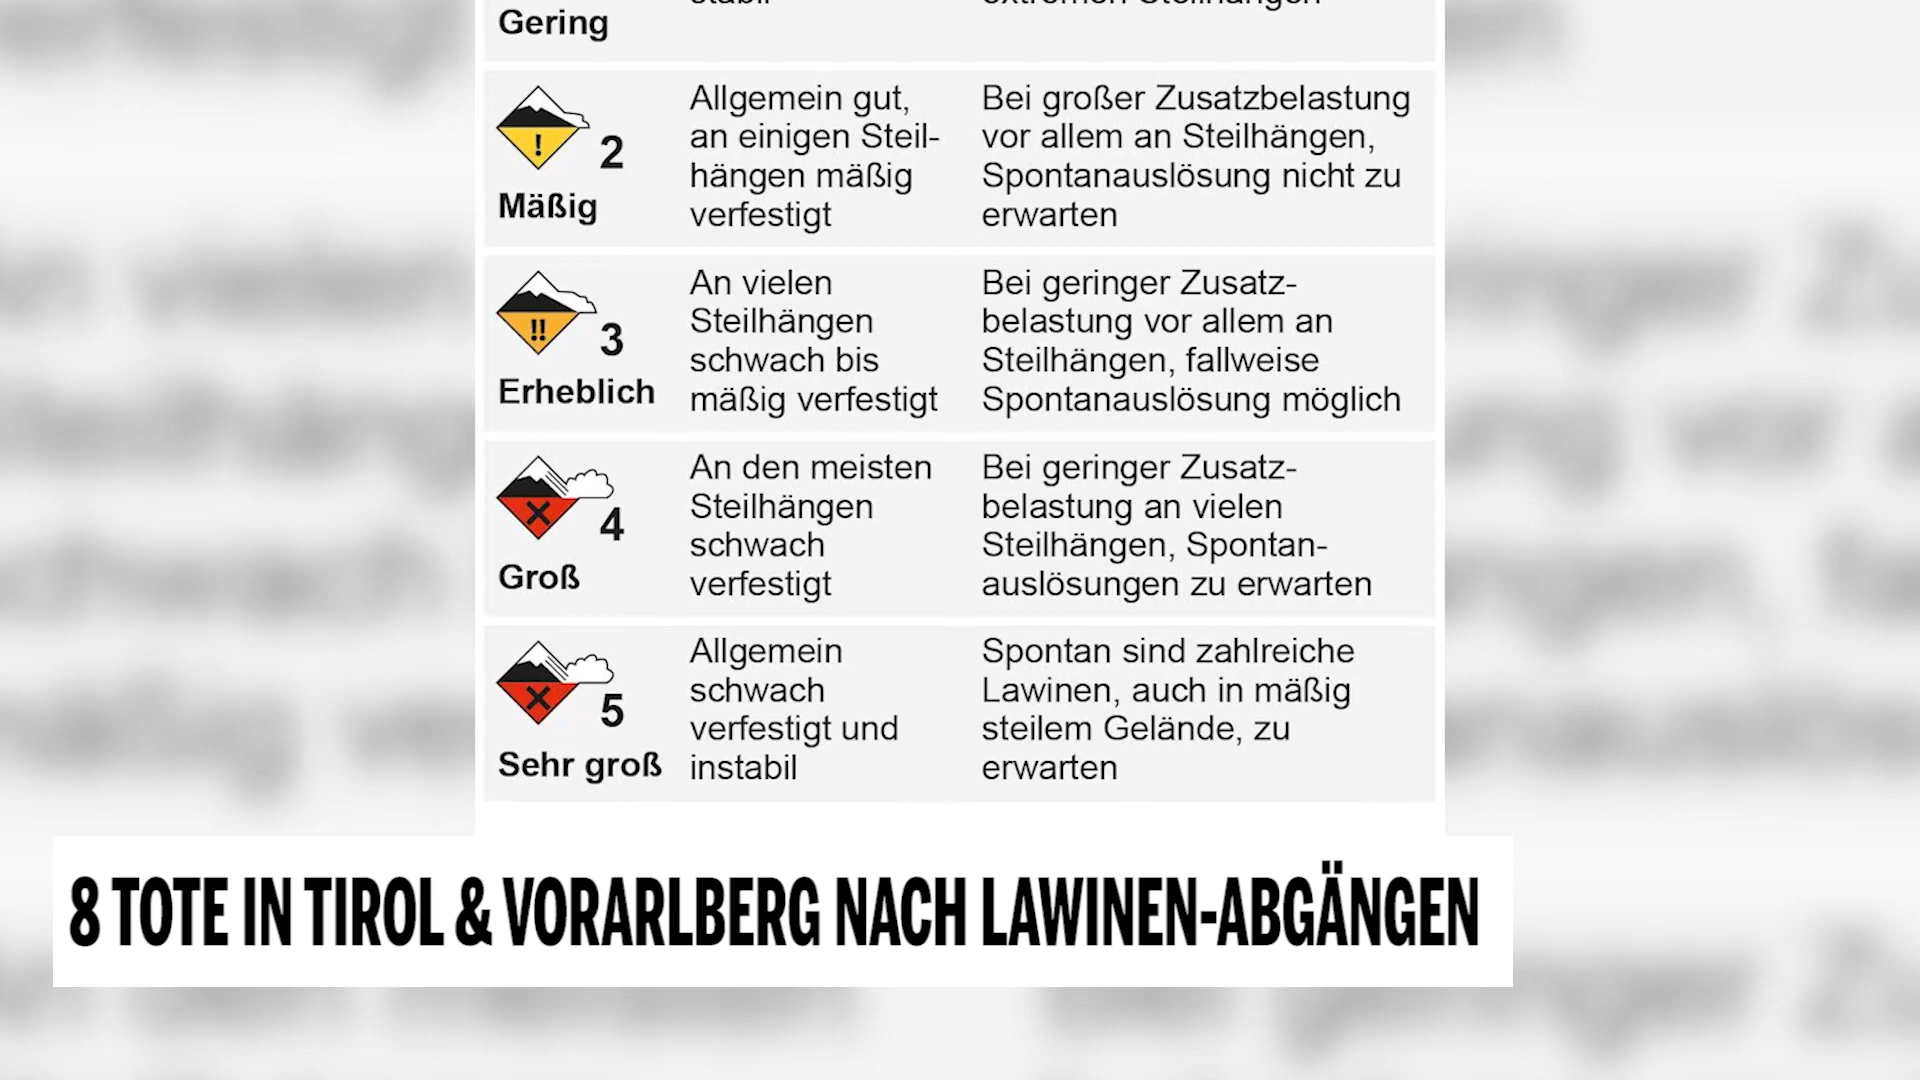 Gering
2
Mäßig
Allgemein gut,
an einigen Steil-
hängen mäßig
verfestigt
Bei großer Zusatzbelastung
vor allem an Steilhängen,
Spontanauslösung nicht zu
erwarten
3
Erheblich
An vielen
Steilhängen
schwach bis
mäßig verfestigt
Bei geringer Zusatz-
belastung vor allem an
Steilhängen, fallweise
Spontanauslösung möglich
4
Groß
An den meisten
Steilhängen
schwach
verfestigt
Bei geringer Zusatz-
belastung an vielen
Steilhängen, Spontan-
auslösungen zu erwarten
5
Sehr groß
Allgemein
schwach
verfestigt und
instabil
Spontan sind zahlreiche
Lawinen, auch in mäßig
steilem Gelände, zu
erwarten
8 TOTE IN TIROL & VORARLBERG NACH LAWINEN-ABGÄNGEN